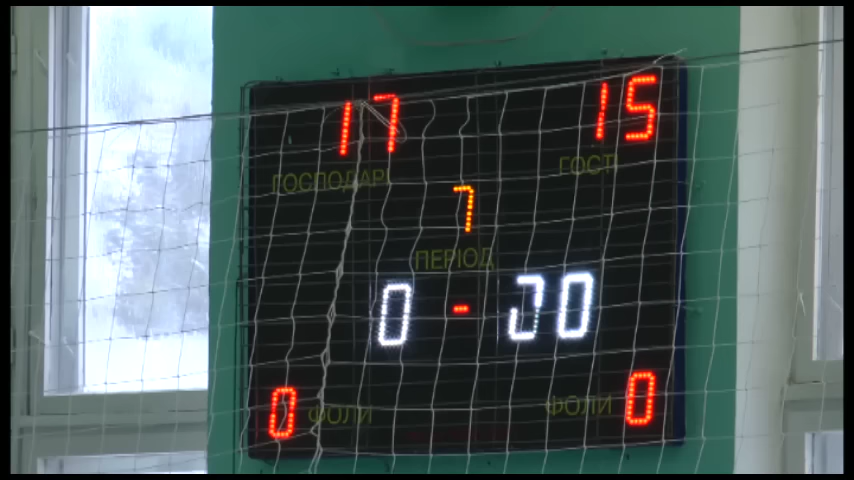 17 15
ГОСПОДАРІ ГОСТІ
7
ПЕРІОД
0 - 20
0 ФОЛИ ФОЛИ 0